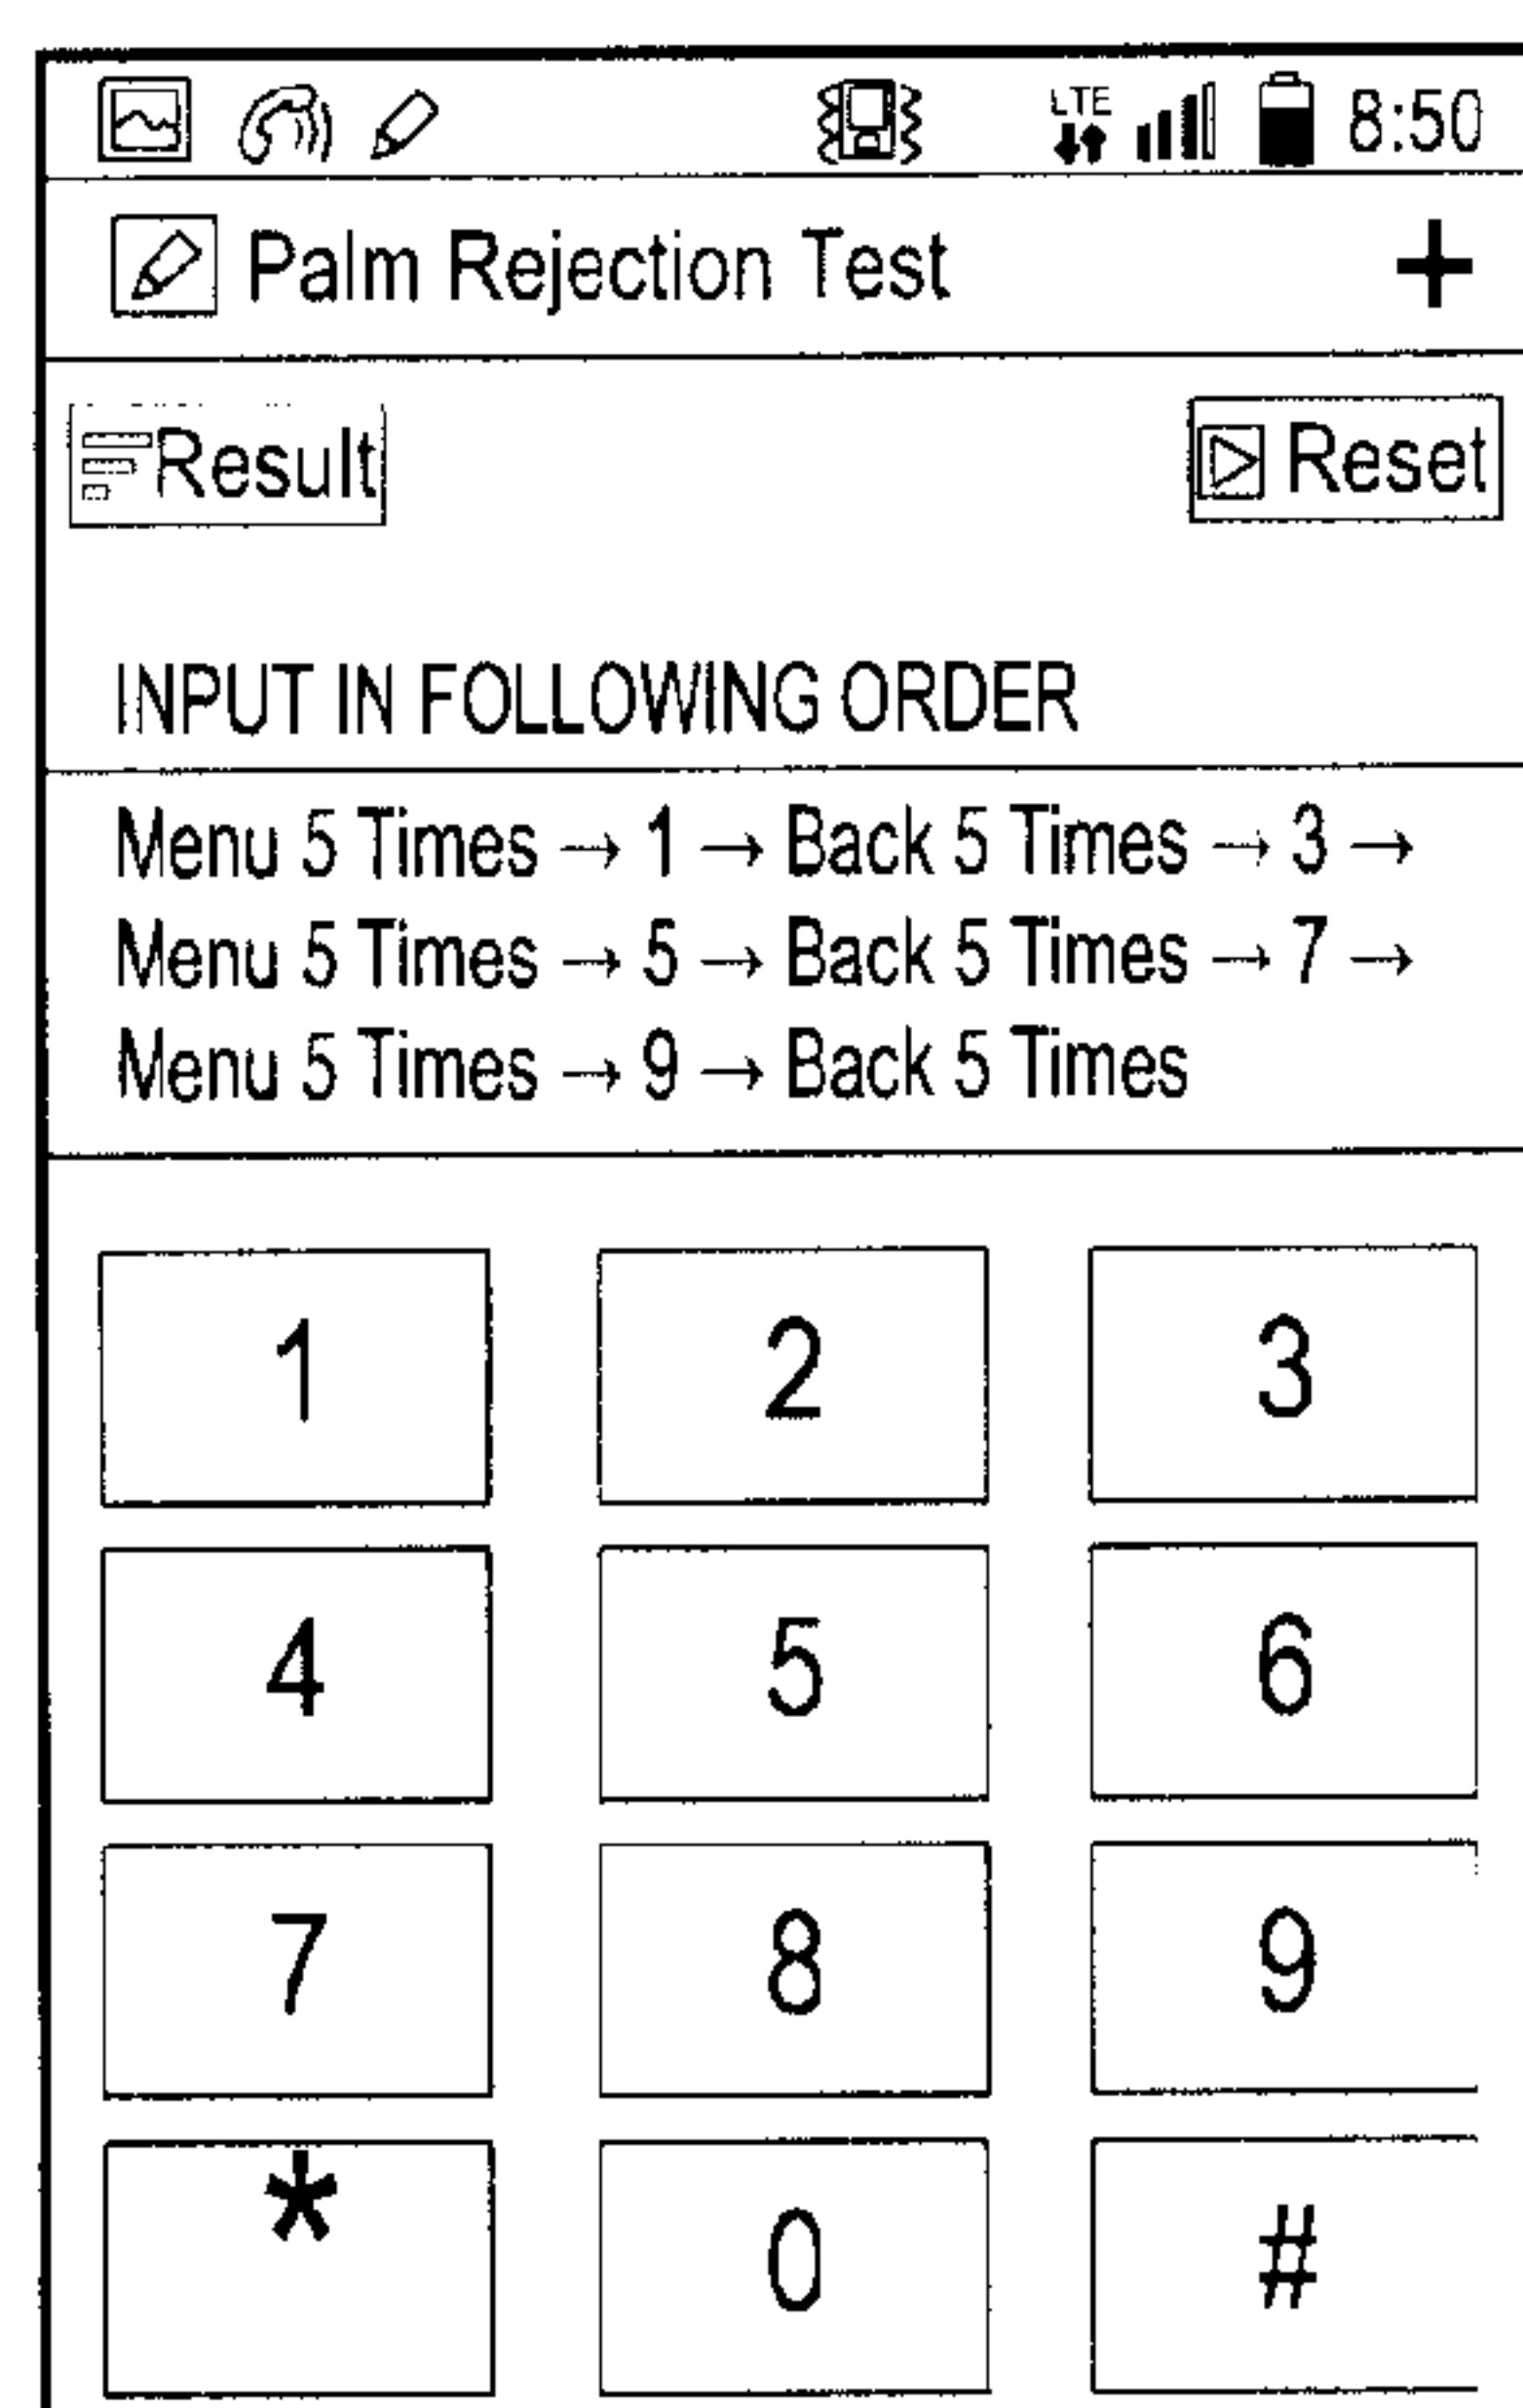 LTE 8:50
Palm Rejection Test +
Result Reset
INPUT IN FOLLOWING ORDER
Menu 5 Times → 1 → Back 5 Times → 3 →
Menu 5 Times → 5 → Back 5 Times → 7 →
Menu 5 Times → 9 → Back 5 Times
1 2 3
4 5 6
7 8 9
* 0 #